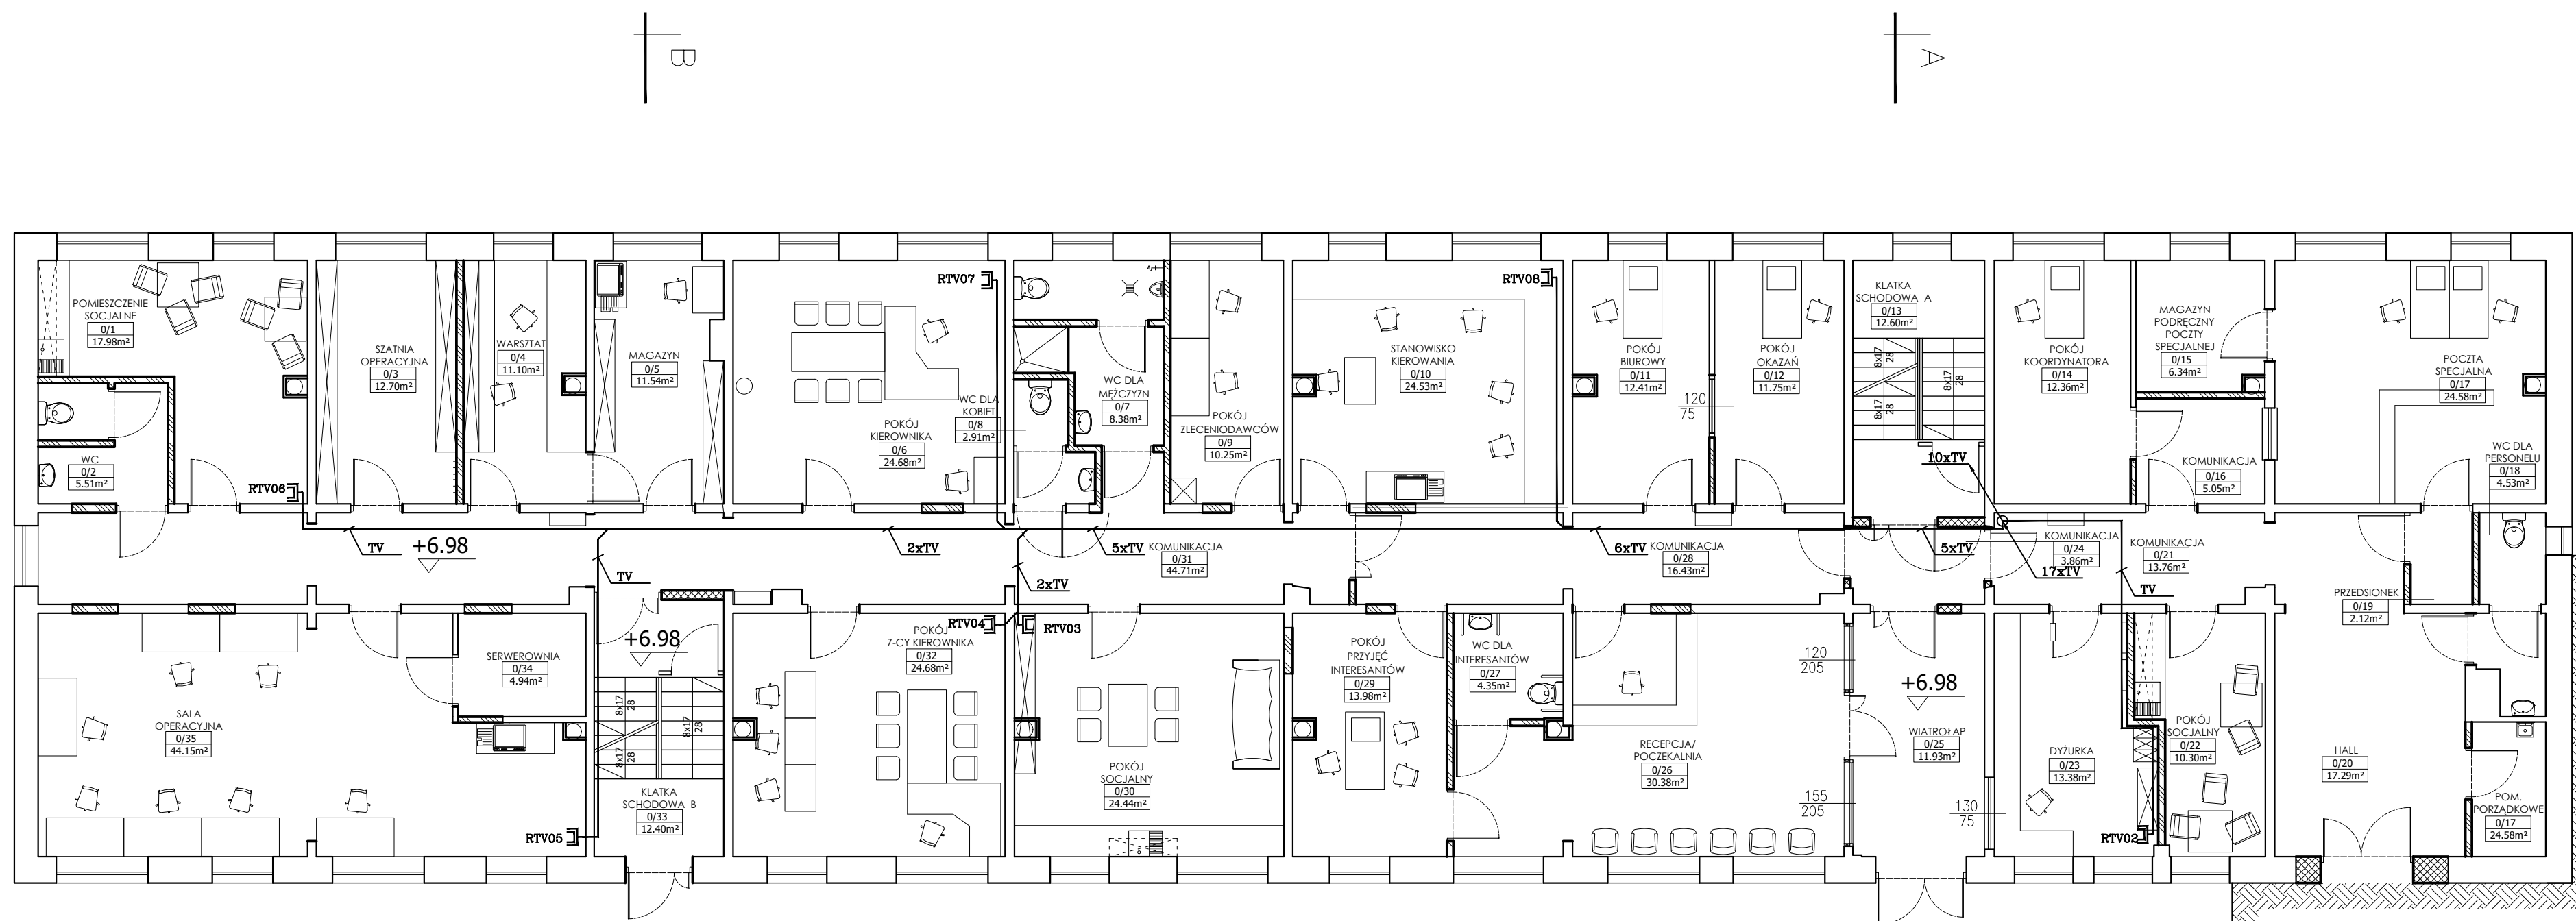 B
A
RTV07
RTV08
POMIESZCZENIE
SOCJALNE
0/1
17.98m²
SZATNIA
OPERACYJNA
0/3
12.70m²
WARSZTAT
0/4
11.10m²
MAGAZYN
0/5
11.54m²
POKÓJ
KIEROWNIKA
0/6
24.68m²
WC DLA
KOBIET
0/8
2.91m²
WC DLA
MĘŻCZYZN
0/7
8.38m²
POKÓJ
ZLECENIODAWCÓW
0/9
10.25m²
STANOWISKO
KIEROWANIA
0/10
24.53m²
POKÓJ
BIUROWY
0/11
12.41m²
120
75
POKÓJ
OKAZAŃ
0/12
11.75m²
KLATKA
SCHODOWA A
0/13
12.60m²
8x17
28
8x17
28
8x17
28
POKÓJ
KOORDYNATORA
0/14
12.36m²
MAGAZYN
PODRĘCZNY
POCZTY
SPECJALNEJ
0/15
6.34m²
POCZTA
SPECJALNA
0/17
24.58m²
WC
0/2
5.51m²
RTV06
10xTV
KOMUNIKACJA
0/16
5.05m²
WC DLA
PERSONELU
0/18
4.53m²
TV
+6.98
TV
2xTV
5xTV
KOMUNIKACJA
0/31
44.71m²
2xTV
6xTV
KOMUNIKACJA
0/28
16.43m²
5xTV
KOMUNIKACJA
0/24
3.86m²
17xTV
KOMUNIKACJA
0/21
13.76m²
TV
PRZEDSIONEK
0/19
2.12m²
SERWEROWNIA
0/34
4.94m²
+6.98
8x17
28
8x17
28
8x17
28
SALA
OPERACYJNA
0/35
44.15m²
RTV05
KLATKA
SCHODOWA B
0/33
12.40m²
POKÓJ
Z-CY KIEROWNIKA
0/32
24.68m²
RTV04
RTV03
POKÓJ
SOCJALNY
0/30
24.44m²
POKÓJ
PRZYJĘĆ
INTERESANTÓW
0/29
13.98m²
WC DLA
INTERESANTÓW
0/27
4.35m²
RECEPCJA/
POCZEKALNIA
0/26
30.38m²
120
205
155
205
+6.98
WIATROŁAP
0/25
11.93m²
130
75
DYŻURKA
0/23
13.38m²
RTV02
POKÓJ
SOCJALNY
0/22
10.30m²
HALL
0/20
17.29m²
POM.
PORZĄDKOWE
0/17
24.58m²